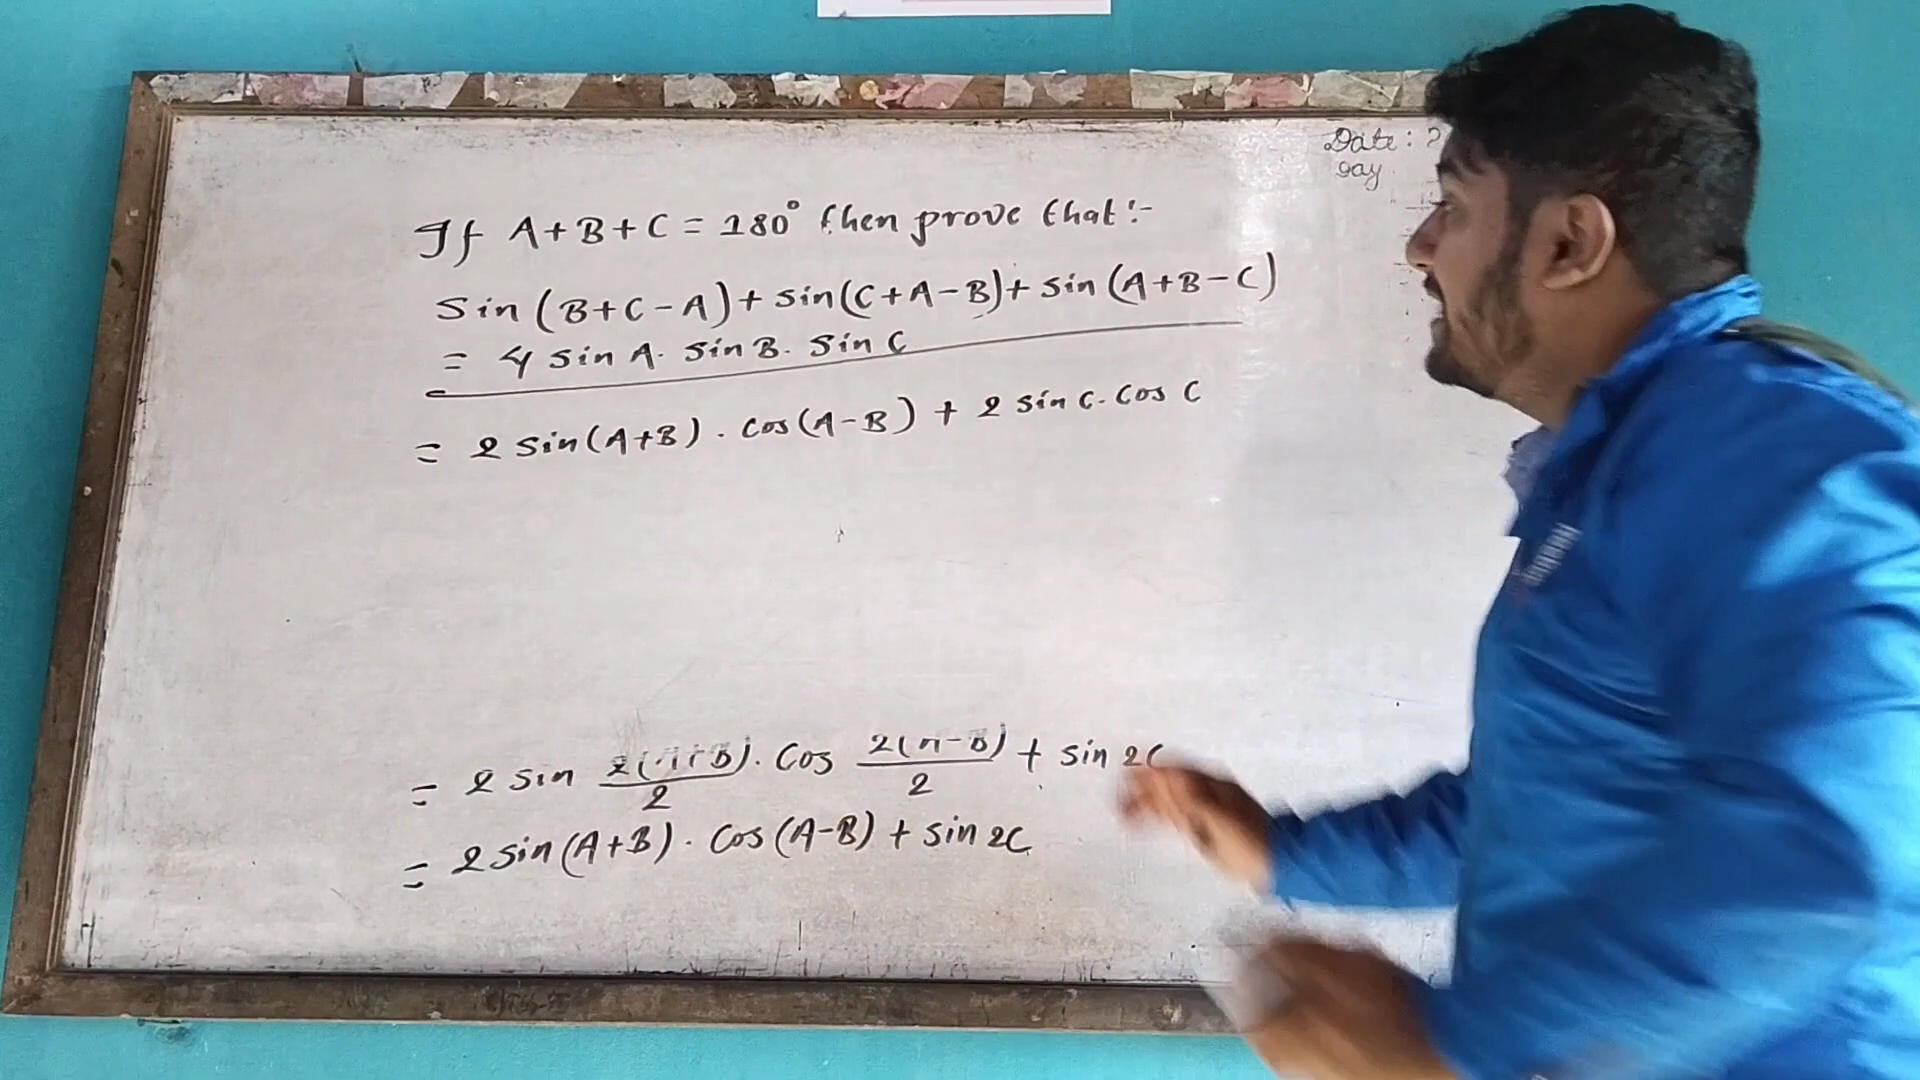 If A+B+C = 180° then prove that :-
Sin (B+C-A) + sin(C+A-B) + sin (A+B-C)
= 4 sin A. sin B. sin C
= 2 sin(A+B) . cos(A-B) + 2 sin C. cos C
= 2 sin 2(A+B)/2 . cos 2(A-B)/2 + sin 2C
= 2 sin(A+B) . cos(A-B) + sin 2C
Date :
Day